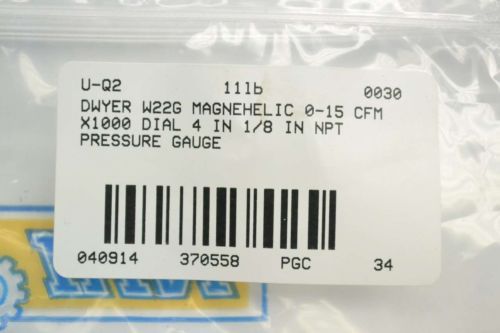 U-Q2 11lb 0030
DWYER W22G MAGNEHELIC 0-15 CFM
X1000 DIAL 4 IN 1/8 IN NPT
PRESSURE GAUGE
040914 370558 PGC 34